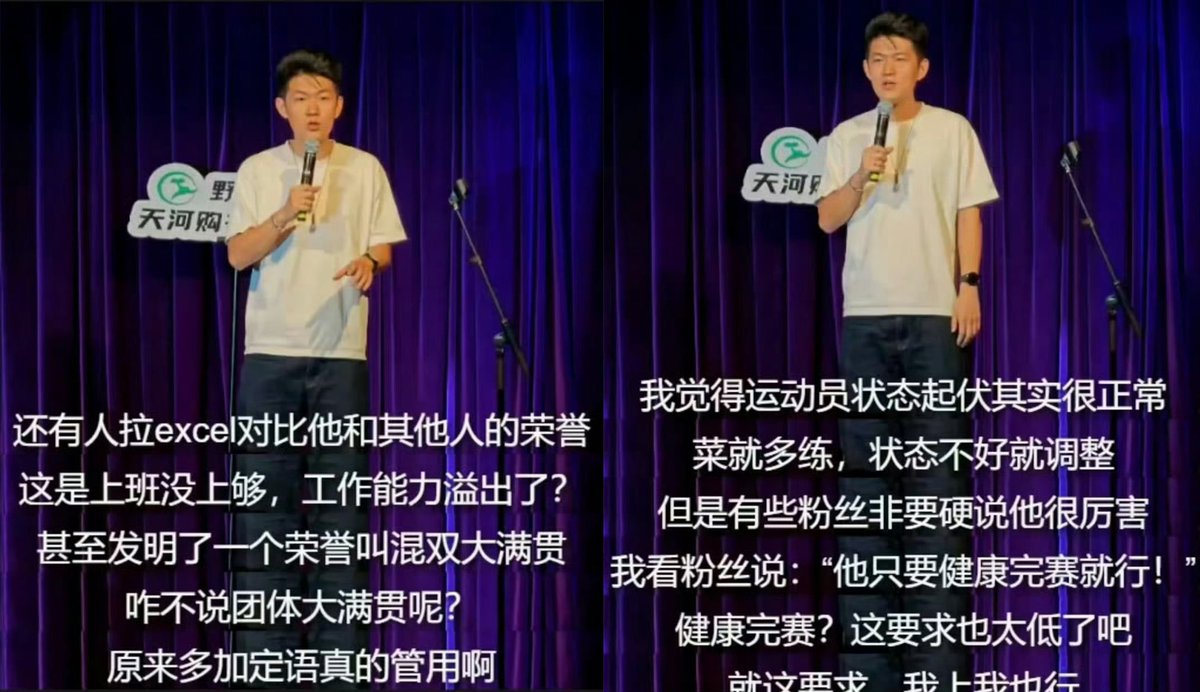 野
天河购
还有人拉excel对比他和其他人的荣誉
这是上班没上够，工作能力溢出了？
甚至发明了一个荣誉叫混双大满贯
咋不说团体大满贯呢？
原来多加定语真的管用啊
天河购
我觉得运动员状态起伏其实很正常
菜就多练，状态不好就调整
但是有些粉丝非要硬说他很厉害
我看粉丝说：“他只要健康完赛就行！”
健康完赛？这要求也太低了吧
就这要求，我上我也行